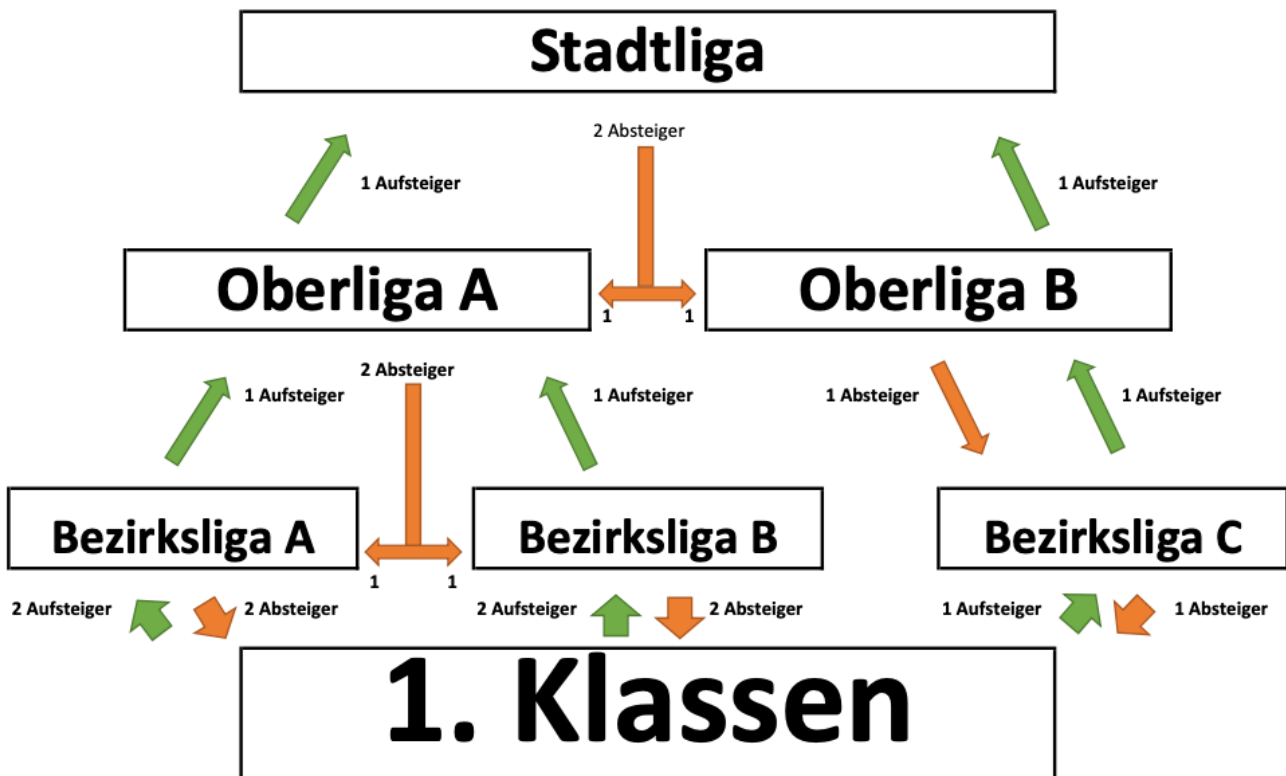 Stadtliga
2 Absteiger
1 Aufsteiger
1 Aufsteiger
Oberliga A
Oberliga B
1
1
2 Absteiger
1 Aufsteiger
1 Aufsteiger
1 Absteiger
1 Aufsteiger
Bezirksliga A
Bezirksliga B
Bezirksliga C
1
1
2 Aufsteiger
2 Absteiger
2 Aufsteiger
2 Absteiger
1 Aufsteiger
1 Absteiger
1. Klassen